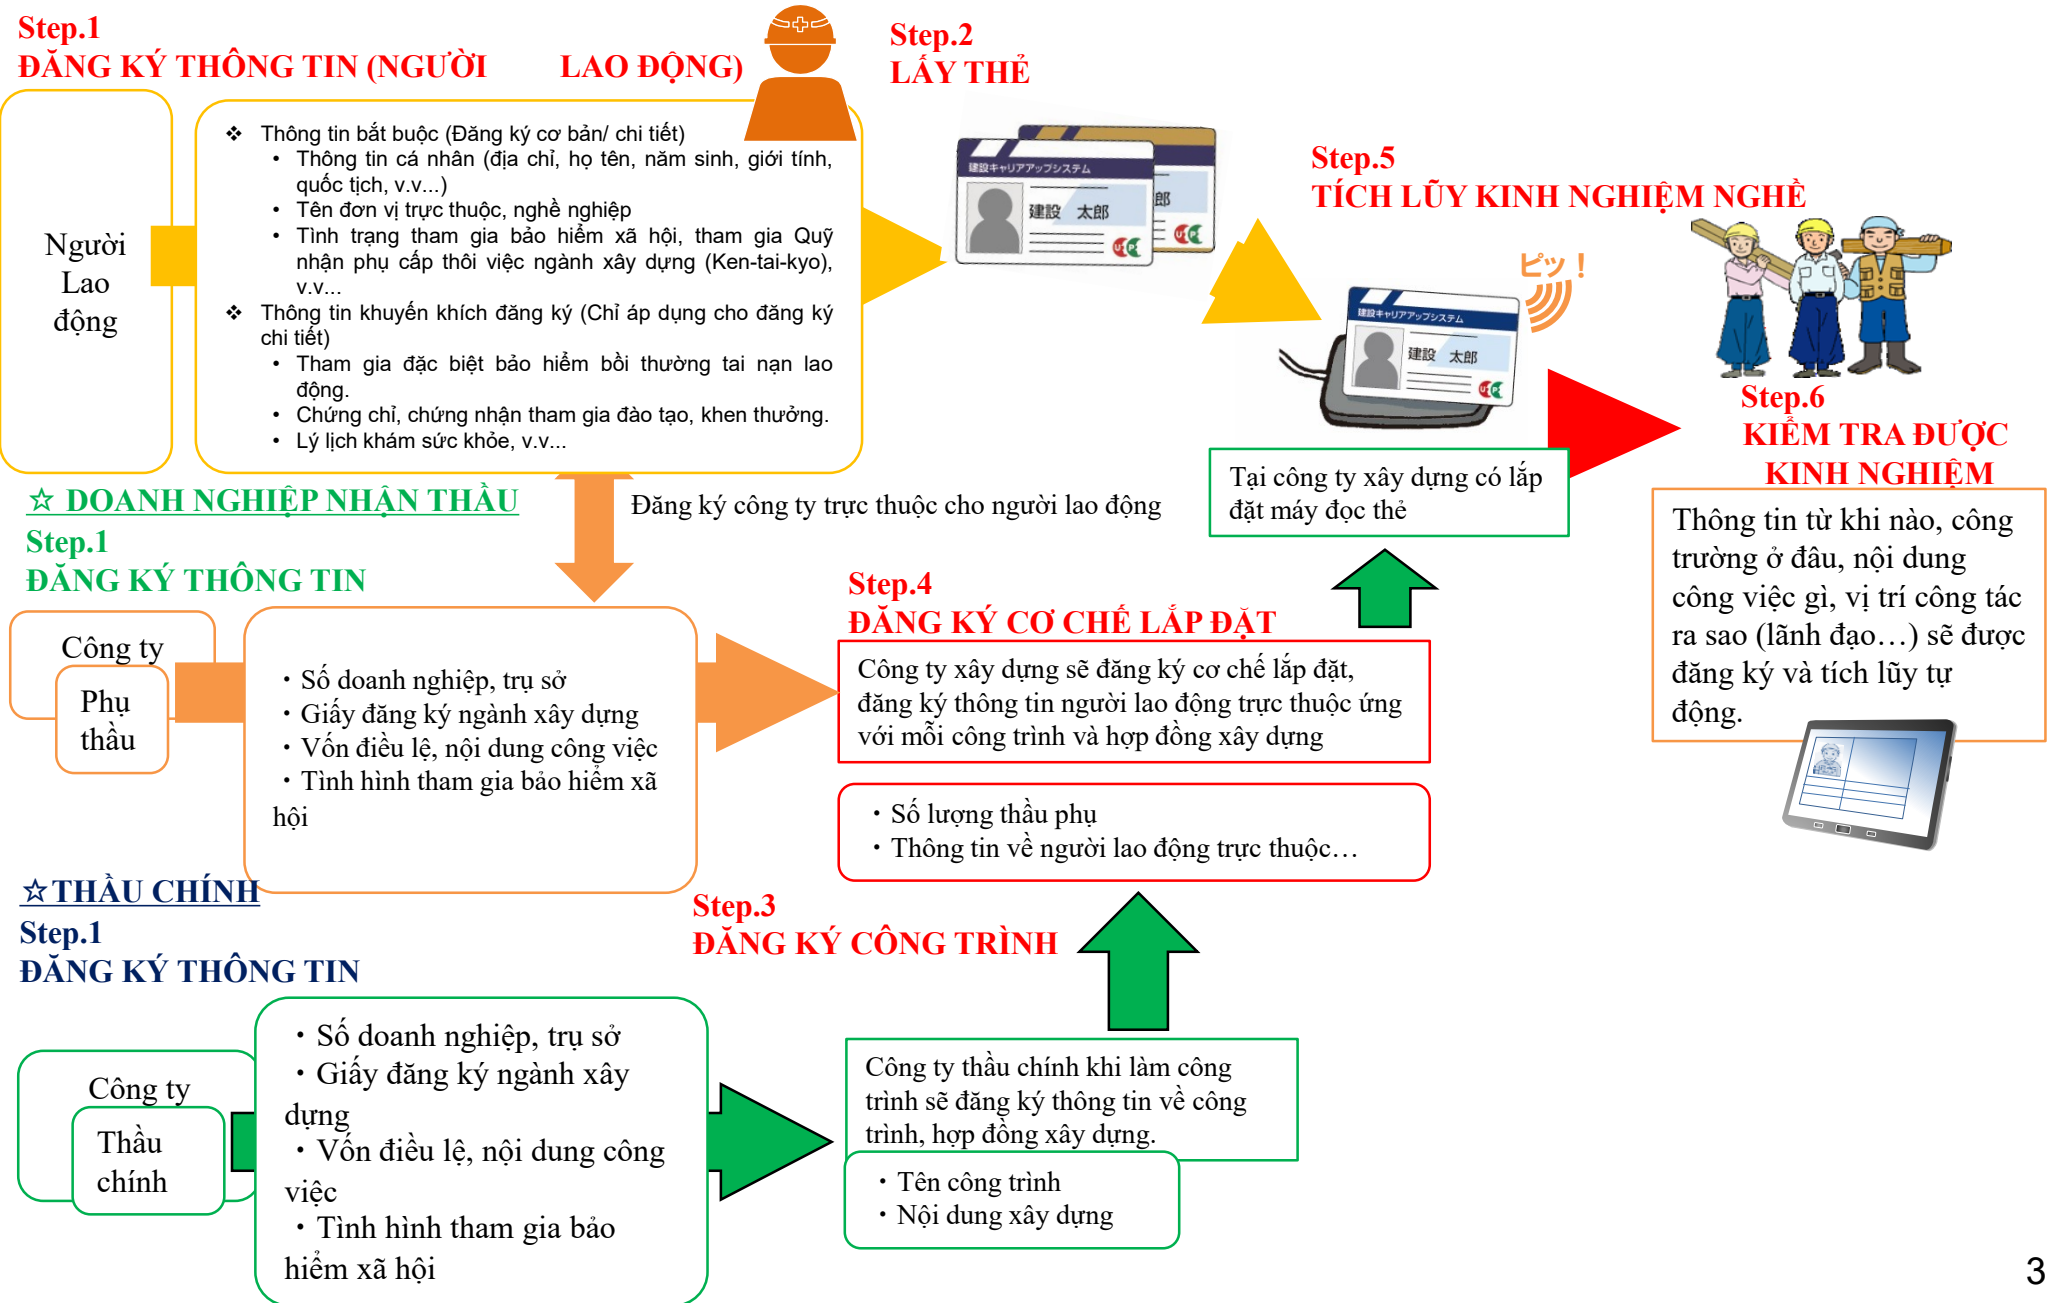 Step.1
ĐĂNG KÝ THÔNG TIN (NGƯỜI LAO ĐỘNG)
Người
Lao
động
❖ Thông tin bắt buộc (Đăng ký cơ bản/ chi tiết)
• Thông tin cá nhân (địa chỉ, họ tên, năm sinh, giới tính,
quốc tịch, v.v...)
• Tên đơn vị trực thuộc, nghề nghiệp
• Tình trạng tham gia bảo hiểm xã hội, tham gia Quỹ
nhận phụ cấp thôi việc ngành xây dựng (Ken-tai-kyo),
v.v...
❖ Thông tin khuyến khích đăng ký (Chỉ áp dụng cho đăng ký
chi tiết)
• Tham gia đặc biệt bảo hiểm bồi thường tai nạn lao
động.
• Chứng chỉ, chứng nhận tham gia đào tạo, khen thưởng.
• Lý lịch khám sức khỏe, v.v...
Step.2
LẤY THẺ
建設キャリアアップシステム
建設 太郎
郎
Step.5
TÍCH LŨY KINH NGHIỆM NGHỀ
ピッ！
建設キャリアアップシステム
建設 太郎
Tại công ty xây dựng có lắp
đặt máy đọc thẻ
Step.6
KIỂM TRA ĐƯỢC
KINH NGHIỆM
Thông tin từ khi nào, công
trường ở đâu, nội dung
công việc gì, vị trí công tác
ra sao (lãnh đạo…) sẽ được
đăng ký và tích lũy tự
động.
☆ DOANH NGHIỆP NHẬN THẦU
Step.1
ĐĂNG KÝ THÔNG TIN
Đăng ký công ty trực thuộc cho người lao động
Công ty
Phụ
thầu
・Số doanh nghiệp, trụ sở
・Giấy đăng ký ngành xây dựng
・Vốn điều lệ, nội dung công việc
・Tình hình tham gia bảo hiểm xã
hội
Step.4
ĐĂNG KÝ CƠ CHẾ LẮP ĐẶT
Công ty xây dựng sẽ đăng ký cơ chế lắp đặt,
đăng ký thông tin người lao động trực thuộc ứng
với mỗi công trình và hợp đồng xây dựng
・Số lượng thầu phụ
・Thông tin về người lao động trực thuộc…
☆THẦU CHÍNH
Step.1
ĐĂNG KÝ THÔNG TIN
Công ty
Thầu
chính
・Số doanh nghiệp, trụ sở
・Giấy đăng ký ngành xây
dựng
・Vốn điều lệ, nội dung công
việc
・Tình hình tham gia bảo
hiểm xã hội
Step.3
ĐĂNG KÝ CÔNG TRÌNH
Công ty thầu chính khi làm công
trình sẽ đăng ký thông tin về công
trình, hợp đồng xây dựng.
・Tên công trình
・Nội dung xây dựng
3